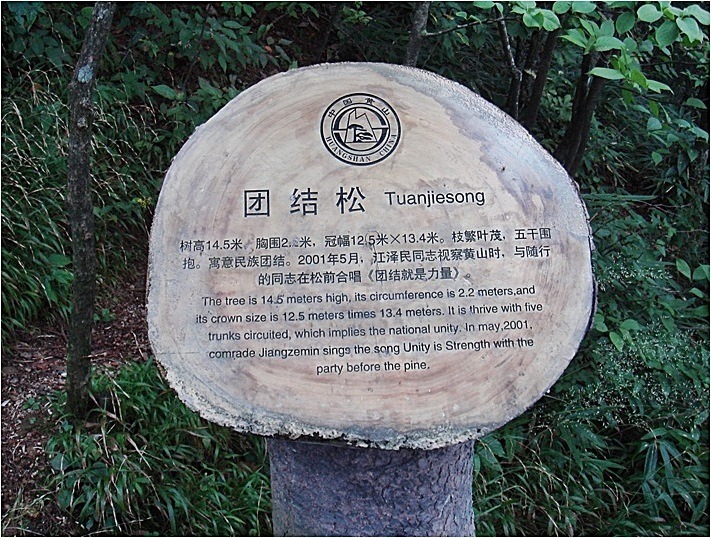 中国黄山
HUANGSHAN CHINA
团结松 Tuanjiesong
树高14.5米，胸围2. 米，冠幅12.5米×13.4米。枝繁叶茂，五干围
抱。寓意民族团结。2001年5月，江泽民同志视察黄山时，与随行
的同志在松前合唱《团结就是力量》。
The tree is 14.5 meters high, its circumference is 2.2 meters,and
its crown size is 12.5 meters times 13.4 meters. It is thrive with five
trunks circuited, which implies the national unity. In may,2001,
comrade Jiangzemin sings the song Unity is Strength with the
party before the pine.